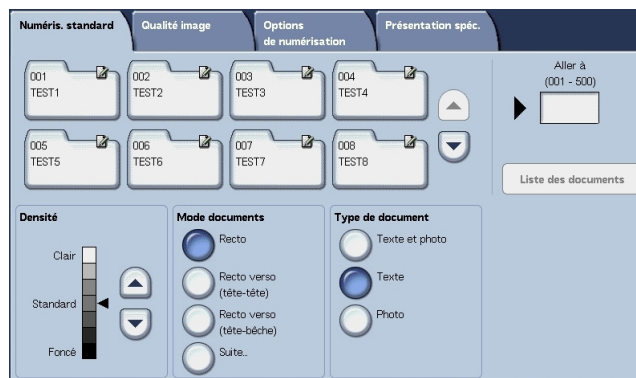 Numéris. standard
Qualité image
Options
de numérisation
Présentation spéc.
001
TEST1
002
TEST2
003
TEST3
004
TEST4
005
TEST5
006
TEST6
007
TEST7
008
TEST8
Aller à
(001 - 500)
Liste des documents
Densité
Clair
Standard
Foncé
Mode documents
Recto
Recto verso
(tête-tête)
Recto verso
(tête-bêche)
Suite...
Type de document
Texte et photo
Texte
Photo